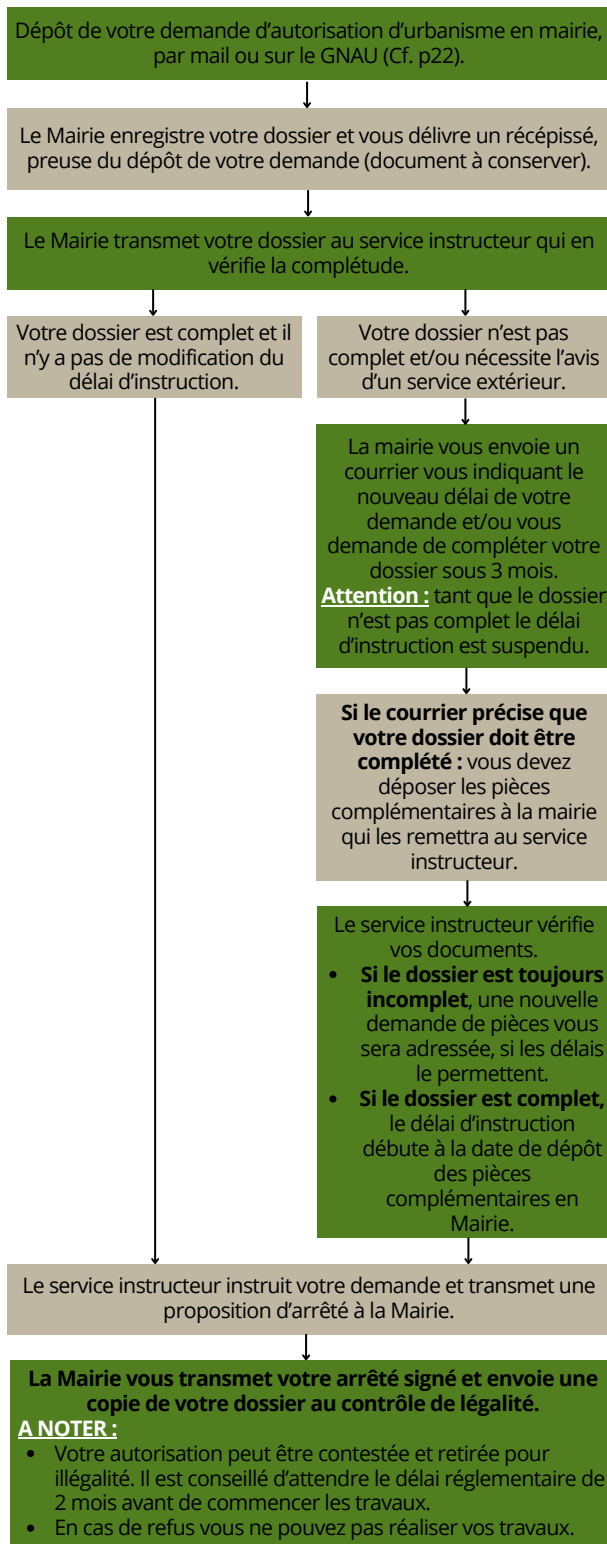 Dépôt de votre demande d'autorisation d'urbanisme en mairie,
par mail ou sur le GNAU (Cf. p22).
Le Mairie enregistre votre dossier et vous délivre un récépissé,
preuse du dépôt de votre demande (document à conserver).
Le Mairie transmet votre dossier au service instructeur qui en
vérifie la complétude.
Votre dossier est complet et il
n'y a pas de modification du
délai d'instruction.
Votre dossier n'est pas
complet et/ou nécessite l'avis
d'un service extérieur.
La mairie vous envoie un
courrier vous indiquant le
nouveau délai de votre
demande et/ou vous
demande de compléter votre
dossier sous 3 mois.
Attention : tant que le dossier
n'est pas complet le délai
d'instruction est suspendu.
Si le courrier précise que
votre dossier doit être
complété : vous devez
déposer les pièces
complémentaires à la mairie
qui les remettra au service
instructeur.
Le service instructeur vérifie
vos documents.
• Si le dossier est toujours
incomplet, une nouvelle
demande de pièces vous
sera adressée, si les délais
le permettent.
• Si le dossier est complet,
le délai d'instruction
débute à la date de dépôt
des pièces
complémentaires en
Mairie.
Le service instructeur instruit votre demande et transmet une
proposition d'arrêté à la Mairie.
La Mairie vous transmet votre arrêté signé et envoie une
copie de votre dossier au contrôle de légalité.
A NOTER :
• Votre autorisation peut être contestée et retirée pour
illégalité. Il est conseillé d'attendre le délai réglementaire de
2 mois avant de commencer les travaux.
• En cas de refus vous ne pouvez pas réaliser vos travaux.